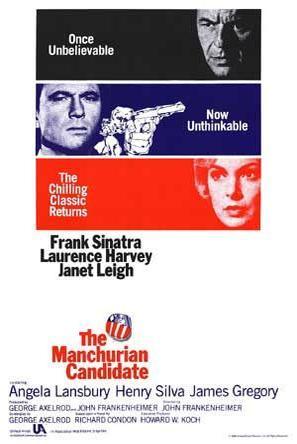 Once
Unbelievable
Now
Unthinkable
The
Chilling
Classic
Returns
Frank Sinatra
Laurence Harvey
Janet Leigh
The
Manchurian
Candidate
Angela Lansbury Henry Silva James Gregory
GEORGE AXELROD and JOHN FRANKENHEIMER JOHN FRANKENHEIMER
GEORGE AXELROD RICHARD CONDON HOWARD W. KOCH
UA